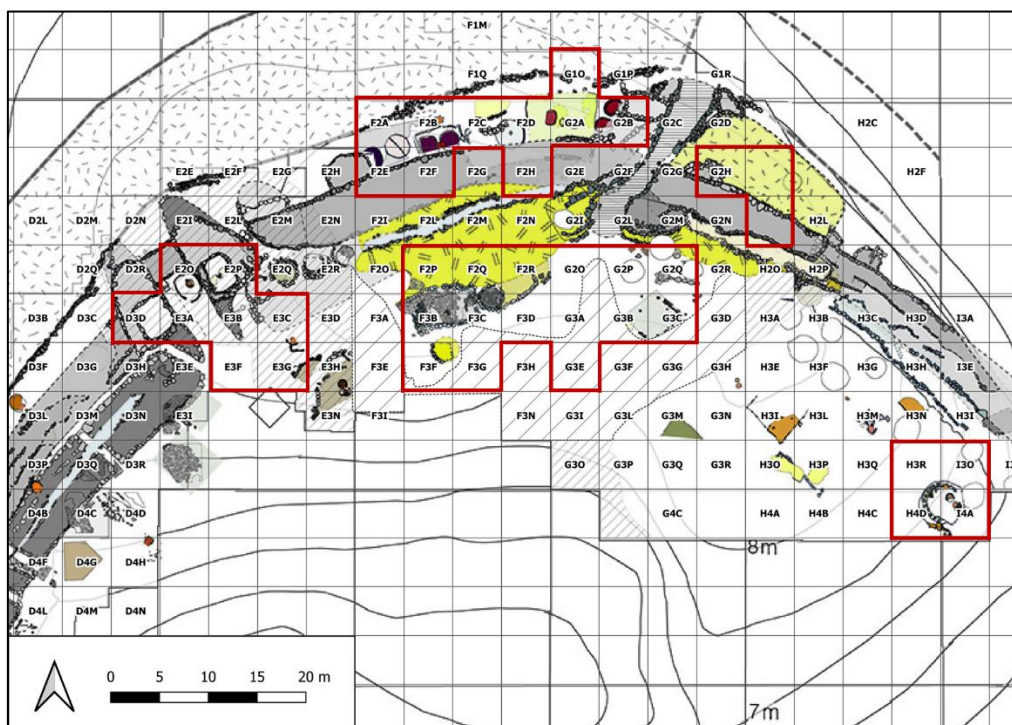 F1M
F1Q G1O G1P G1R
F2A F2B F2C F2D G2A G2B G2C G2D H2C
E2E E2F E2G E2H F2E F2F F2G F2H G2E G2F G2G G2H H2F
D2L D2M D2N E2I E2L E2M E2N F2I F2L F2M F2N G2I G2L G2M G2N H2L
D2Q D2R E2O E2P E2Q E2R F2O F2P F2Q F2R G2O G2P G2Q G2R H2O H2P
D3B D3C D3D E3A E3B E3C E3D F3A F3B F3C F3D G3A G3B G3C G3D H3A H3B H3C H3D I3A
D3F D3G D3H E3E E3F E3G E3H F3E F3F F3G F3H G3E G3F G3G G3H H3E H3F H3G H3H I3E
D3L D3M D3N E3I E3N F3I F3N G3I G3L G3M G3N H3I H3L H3M H3N I3I
D3P D3Q D3R G3O G3P G3Q G3R H3O H3P H3Q H3R I3O
D4B D4C D4D G4C H4A H4B H4C H4D I4A
D4F D4G D4H 8m
D4L D4M D4N
0 5 10 15 20 m
7m